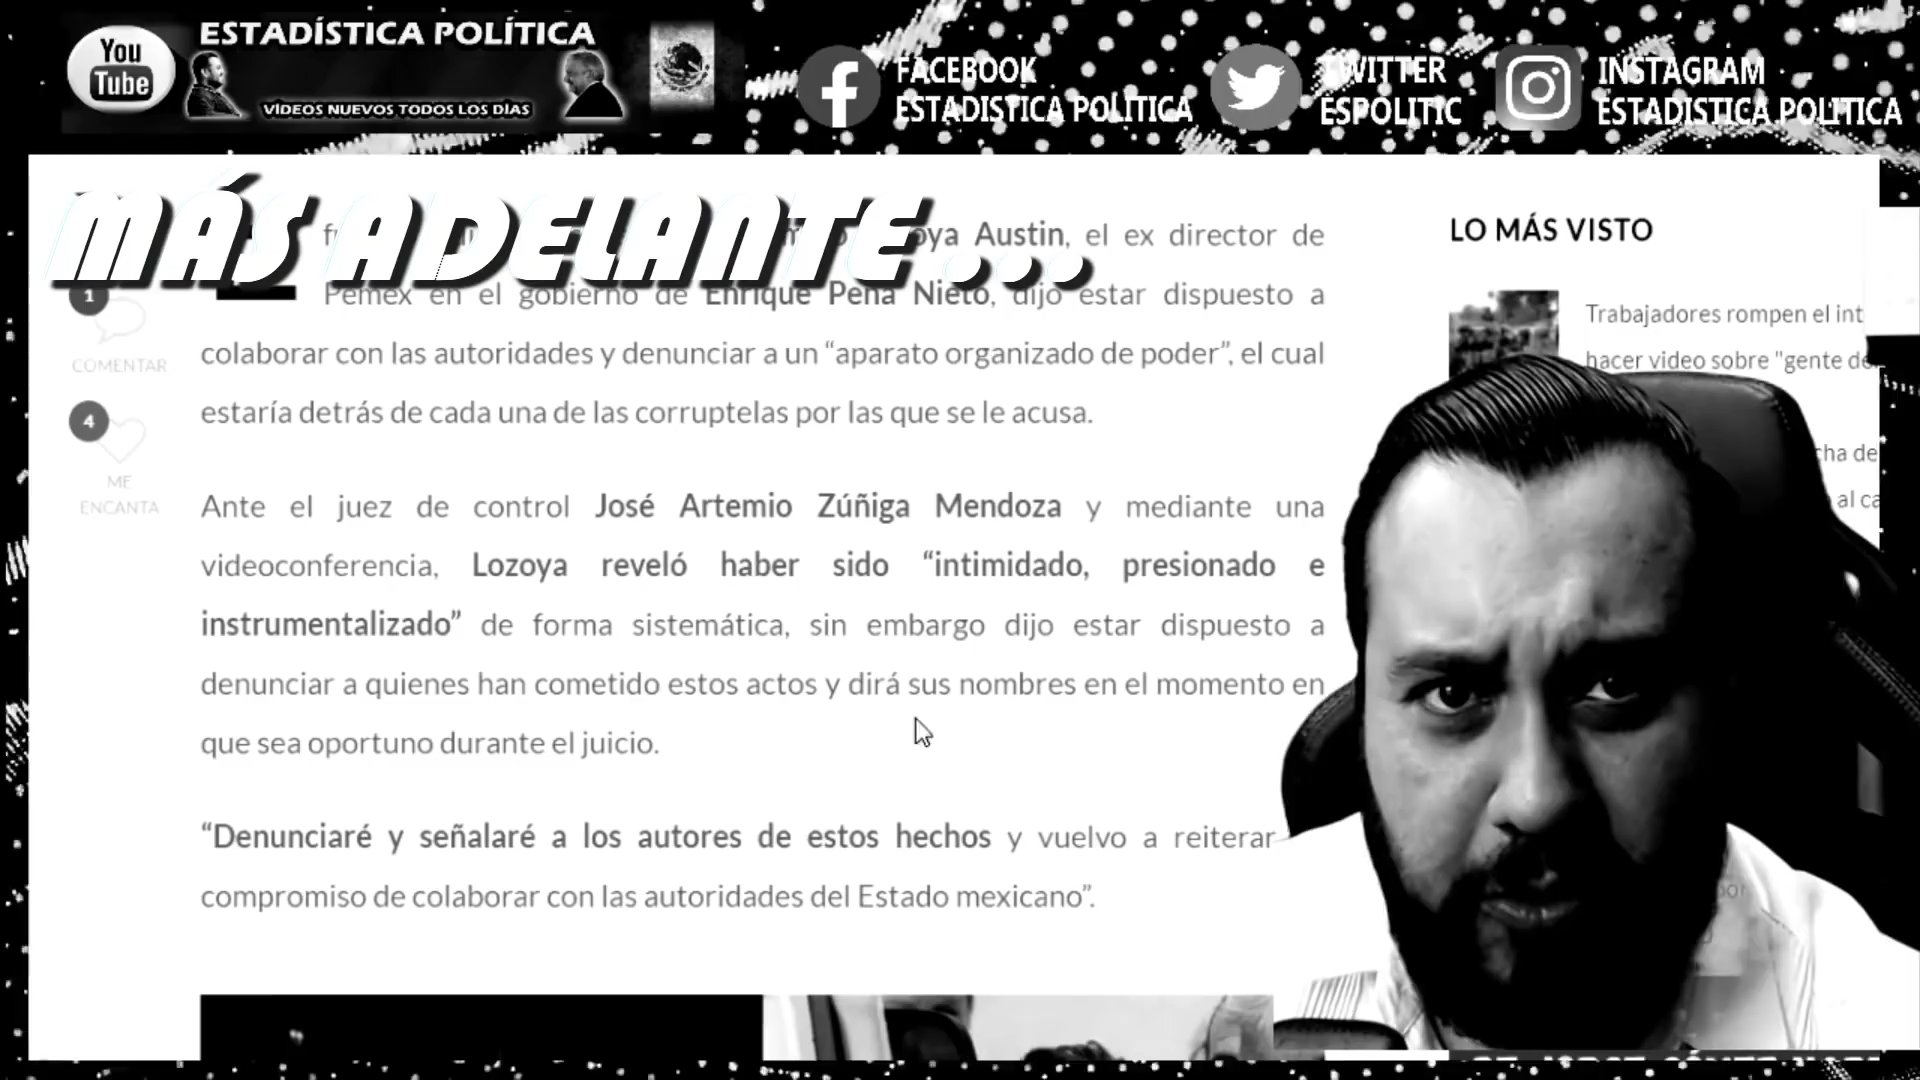 You
Tube
ESTADÍSTICA POLÍTICA
VÍDEOS NUEVOS TODOS LOS DÍAS
FACEBOOK
ESTADISTICA POLITICA
TWITTER
ESPOLITIC
INSTAGRAM
ESTADISTICA POLITICA
MÁS ADELANTE ...
oya Austin, el ex director de
Pemex en el gobierno de Enrique Peña Nieto, dijo estar dispuesto a
colaborar con las autoridades y denunciar a un “aparato organizado de poder”, el cual
estaría detrás de cada una de las corruptelas por las que se le acusa.
1
COMENTAR
4
ME
ENCANTA
Ante el juez de control José Artemio Zúñiga Mendoza y mediante una
videoconferencia, Lozoya reveló haber sido “intimidado, presionado e
instrumentalizado” de forma sistemática, sin embargo dijo estar dispuesto a
denunciar a quienes han cometido estos actos y dirá sus nombres en el momento en
que sea oportuno durante el juicio.
“Denunciaré y señalaré a los autores de estos hechos y vuelvo a reiterar
compromiso de colaborar con las autoridades del Estado mexicano”.
LO MÁS VISTO
Trabajadores rompen el int
hacer video sobre "gente de
cha de
al ca
por